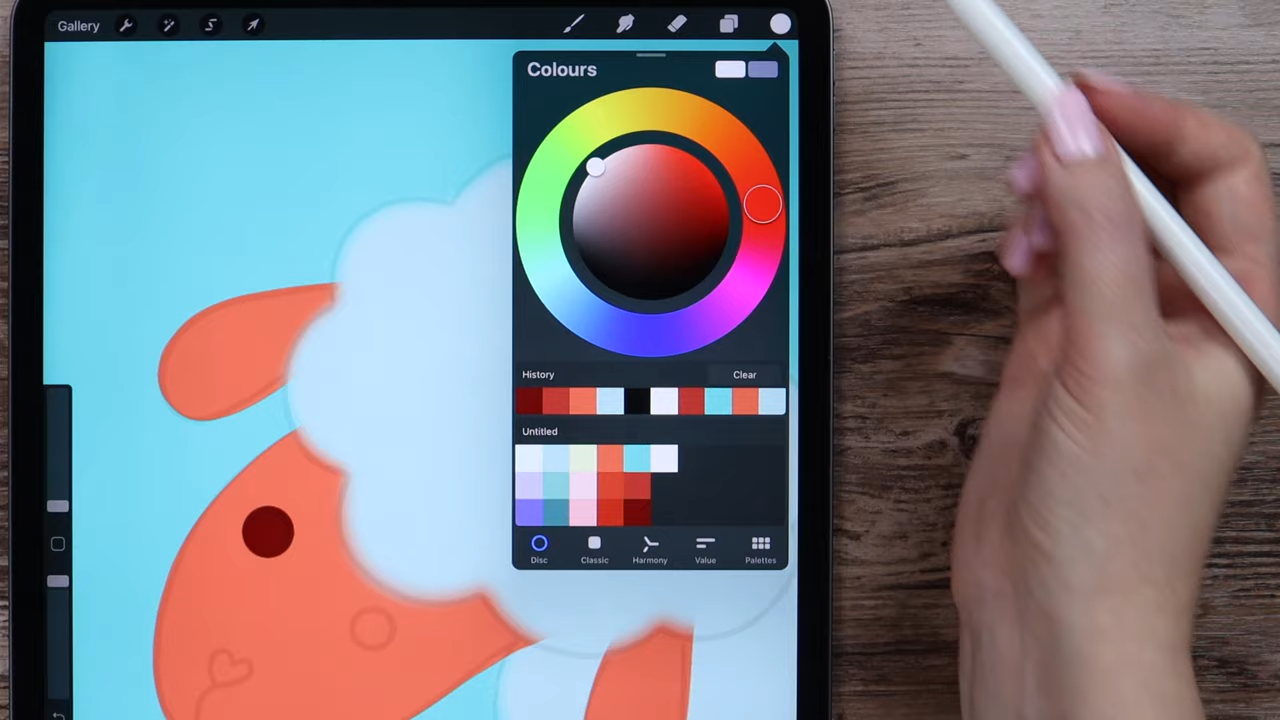 Gallery
Colours
History Clear
Untitled
Disc Classic Harmony Value Palettes